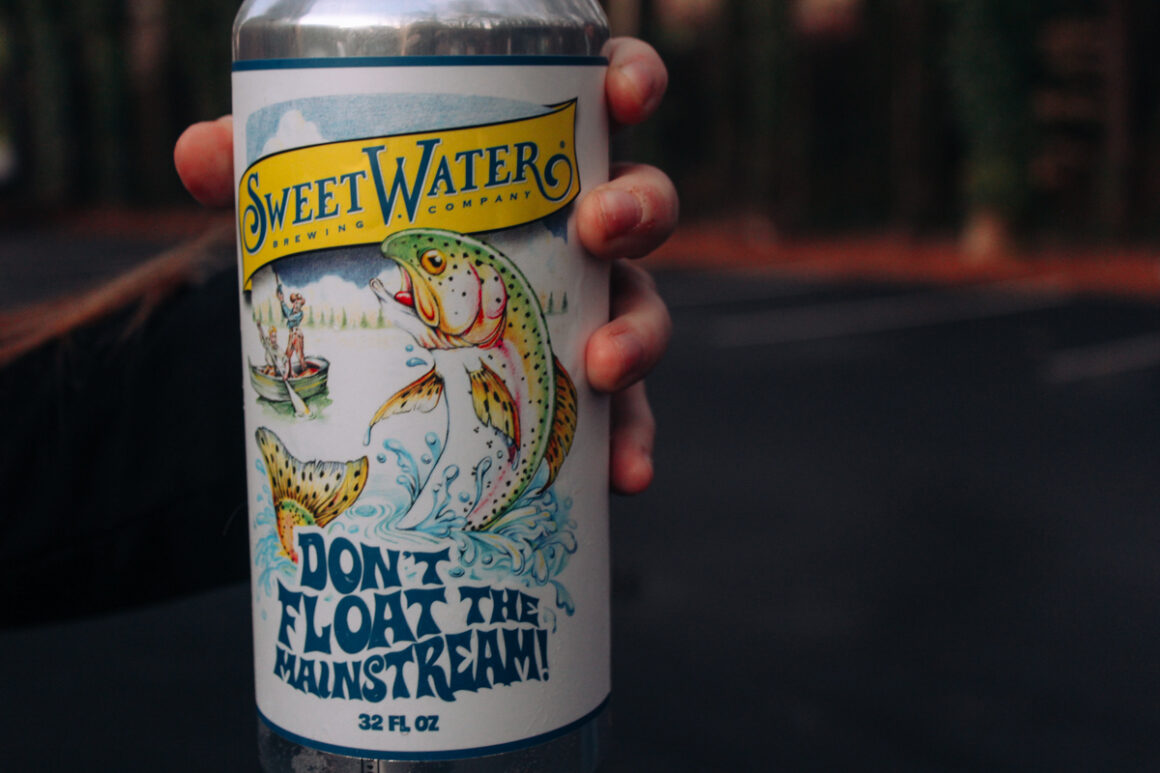 SWEETWATER
BREWING COMPANY
DON'T
FLOAT THE
MAINSTREAM!
32 FL OZ